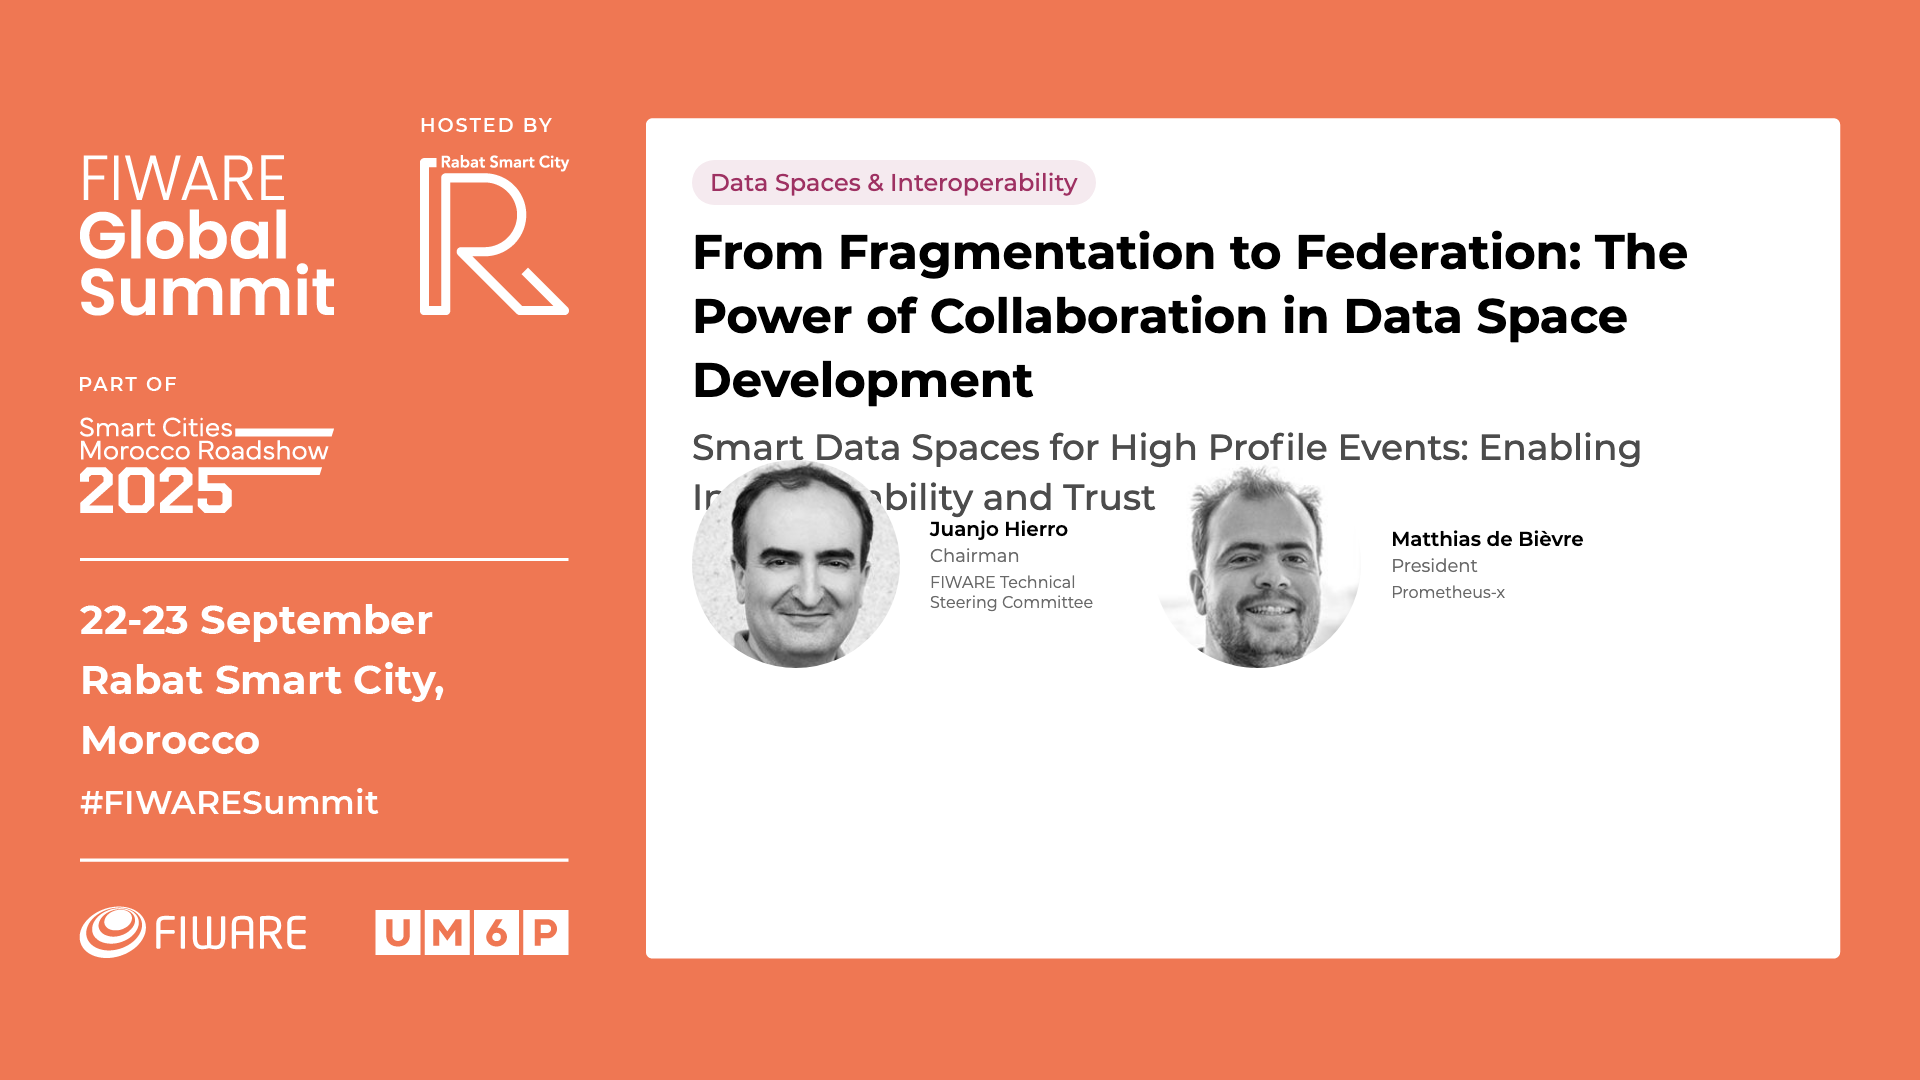 FIWARE
Global
Summit
HOSTED BY
Rabat Smart City
R
PART OF
Smart Cities
Morocco Roadshow
2025
22-23 September
Rabat Smart City,
Morocco
#FIWARESummit
FIWARE
UM6P
Data Spaces & Interoperability
From Fragmentation to Federation: The
Power of Collaboration in Data Space
Development
Smart Data Spaces for High Profile Events: Enabling
and Trust
Juanjo Hierro
Chairman
FIWARE Technical
Steering Committee
Matthias de Bièvre
President
Prometheus-x